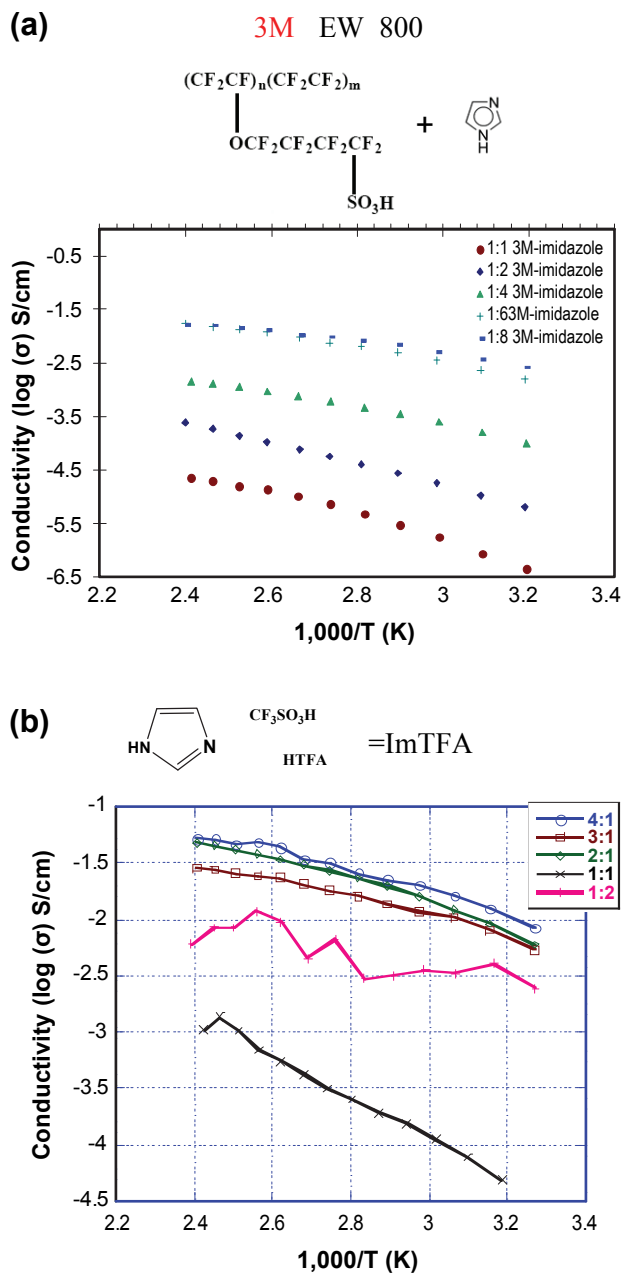 (a)
3M EW 800
(CF2CF)n(CF2CF2)m
OCF2CF2CF2CF2
SO3H
+
N
N
H
-0.5
-1.5
-2.5
-3.5
-4.5
-5.5
-6.5
Conductivity (log (σ) S/cm)
1:1 3M-imidazole
1:2 3M-imidazole
1:4 3M-imidazole
1:63M-imidazole
1:8 3M-imidazole
2.2 2.4 2.6 2.8 3 3.2 3.4
1,000/T (K)
(b)
HN
N
CF3SO3H
HTFA
=ImTFA
-1
-1.5
-2
-2.5
-3
-3.5
-4
-4.5
Conductivity (log (σ) S/cm)
4:1
3:1
2:1
1:1
1:2
2.2 2.4 2.6 2.8 3 3.2 3.4
1,000/T (K)